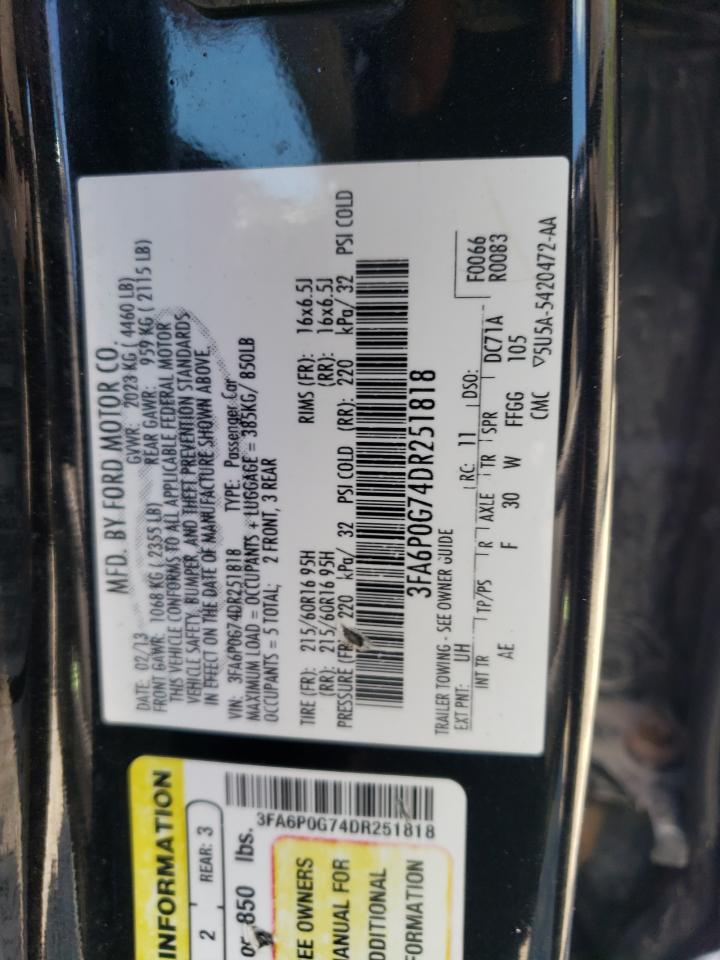 MFD. BY FORD MOTOR CO.
DATE: 02/13 GVWR: 2023 KG ( 4460 LB)
FRONT GAWR: 1068 KG ( 2355 LB) REAR GAWR: 959 KG ( 2115 LB)
THIS VEHICLE CONFORMS TO ALL APPLICABLE FEDERAL MOTOR
VEHICLE SAFETY, BUMPER, AND THEFT PREVENTION STANDARDS
IN EFFECT ON THE DATE OF MANUFACTURE SHOWN ABOVE.
VIN: 3FA6P0G74DR251818 TYPE: Passenger Car
MAXIMUM LOAD = OCCUPANTS + LUGGAGE = 385KG/ 850LB
OCCUPANTS = 5 TOTAL; 2 FRONT, 3 REAR
TIRE (FR): 215/60R16 95H RIMS (FR): 16x6.5J
(RR): 215/60R16 95H (RR): 16x6.5J
PRESSURE (FR) 220 kPa/ 32 PSI COLD (RR): 220 kPa/ 32 PSI COLD
3FA6P0G74DR251818
TRAILER TOWING - SEE OWNER GUIDE F0066
EXT PNT: UH RC: 11 DSO: R0083
INT TR TP/PS R AXLE TR SPR DC71A
AE F 30 W FFGG 105
CMC ▽5U5A-5420472-AA
INFORMATION
2 REAR: 3
or 850 lbs.
3FA6P0G74DR251818
EE OWNERS
ANUAL FOR
DDITIONAL
FORMATION